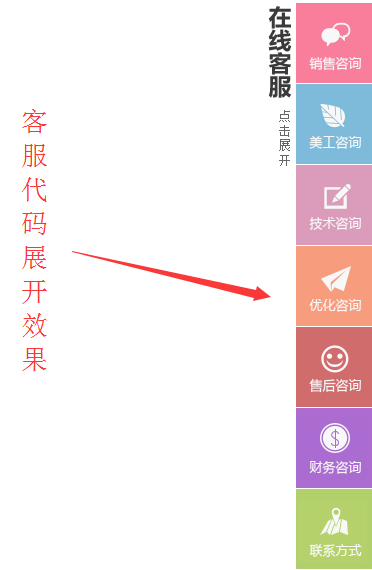 客服代码展开效果
在线客服
点击展开
销售咨询
美工咨询
技术咨询
优化咨询
售后咨询
财务咨询
联系方式